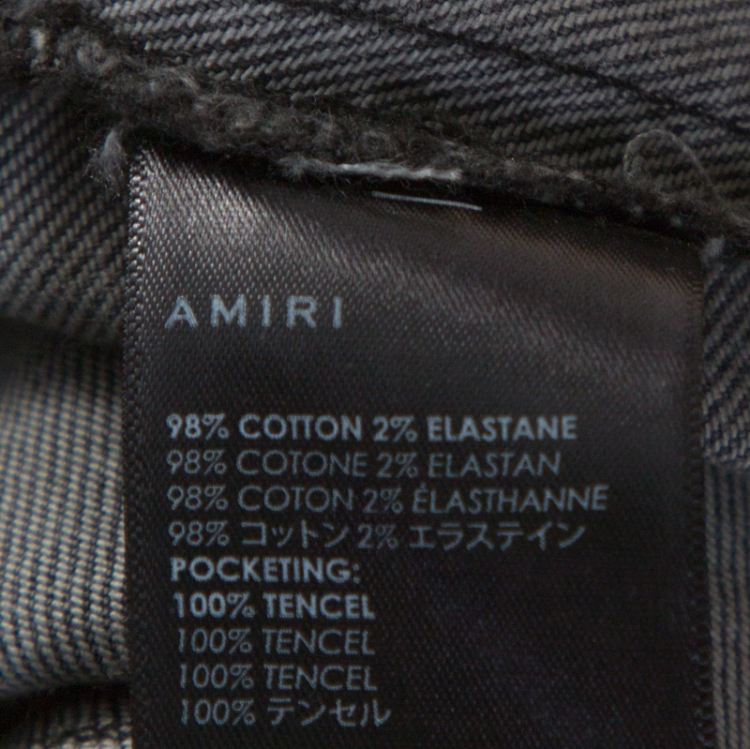 AMIRI
98% COTTON 2% ELASTANE
98% COTONE 2% ELASTAN
98% COTON 2% ÉLASTHANNE
98% コットン 2% エラステイン
POCKETING:
100% TENCEL
100% TENCEL
100% TENCEL
100% テンセル